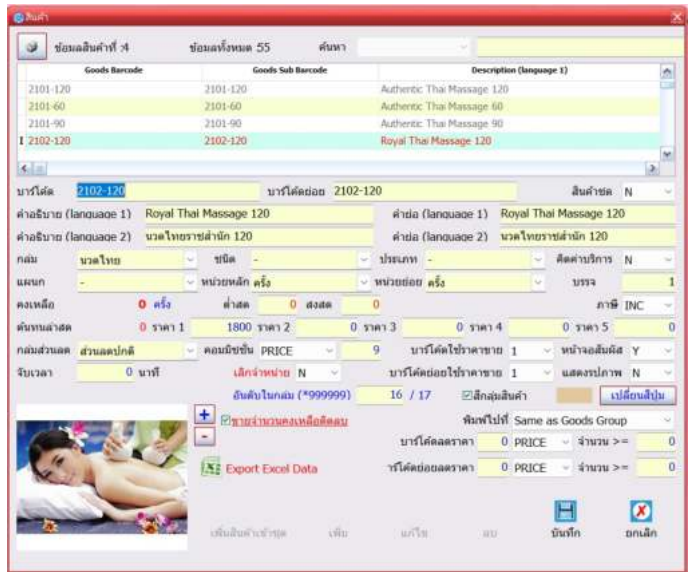 สินค้า
ข้อมูลสินค้าที่ :4 ข้อมูลทั้งหมด 55 ค้นหา
Goods Barcode Goods Sub Barcode Description (language 1)
2101-120 2101-120 Authentic Thai Massage 120
2101-60 2101-60 Authentic Thai Massage 60
2101-90 2101-90 Authentic Thai Massage 90
I 2102-120 2102-120 Royal Thai Massage 120
บาร์โค้ด 2102-120 บาร์โค้ดย่อย 2102-120 สินค้าชุด N
คำอธิบาย (language 1) Royal Thai Massage 120 คำย่อ (language 1) Royal Thai Massage 120
คำอธิบาย (language 2) นวดไทยราชสำนัก 120 คำย่อ (language 2) นวดไทยราชสำนัก 120
กลุ่ม นวดไทย ชนิด - ประเภท - คิดค่าบริการ N
แผนก - หน่วยหลัก ครั้ง หน่วยย่อย ครั้ง บรรจุ 1
คงเหลือ 0 ครั้ง ต่ำสุด 0 สูงสุด 0 ภาษี INC
ต้นทุนล่าสุด 0 ราคา 1 1800 ราคา 2 0 ราคา 3 0 ราคา 4 0 ราคา 5 0
กลุ่มส่วนลด ส่วนลดปกติ คอมมิชชั่น PRICE 9 บาร์โค้ดใช้ราคาขาย 1 หน้าจอสัมผัส Y
จับเวลา 0 นาที เลิกจำหน่าย N บาร์โค้ดย่อยใช้ราคาขาย 1 แสดงรูปภาพ N
อันดับในกลุ่ม (*999999) 16 / 17 สีกลุ่มสินค้า เปลี่ยนสีปุ่ม
+ ขายจำนวนคงเหลือติดลบ พิมพ์ไปที่ Same as Goods Group
- บาร์โค้ดลดราคา 0 PRICE จำนวน >= 0
Export Excel Data าร์โค้ดย่อยลดราคา 0 PRICE จำนวน >= 0
เพิ่มสินค้าเข้าชุด เพิ่ม แก้ไข ลบ บันทึก ยกเลิก